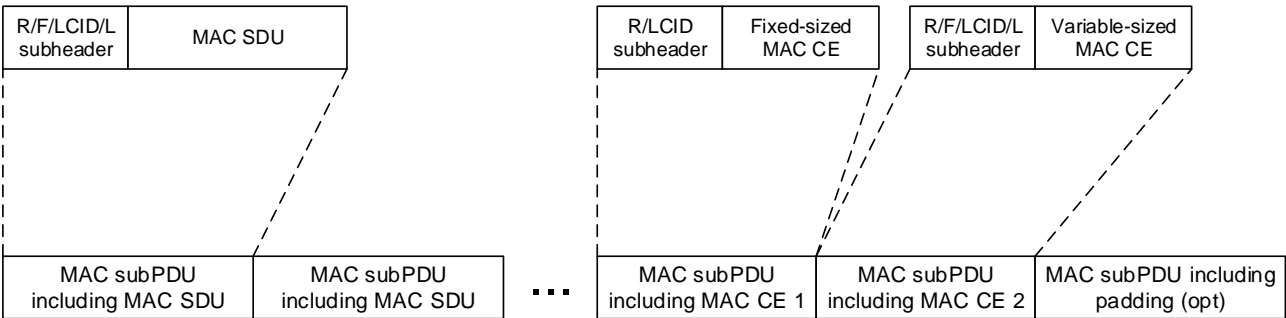 R/F/LCID/L
subheader
MAC SDU
R/LCID
subheader
Fixed-sized
MAC CE
R/F/LCID/L
subheader
Variable-sized
MAC CE
MAC subPDU
including MAC SDU
MAC subPDU
including MAC SDU
...
MAC subPDU
including MAC CE 1
MAC subPDU
including MAC CE 2
MAC subPDU including
padding (opt)